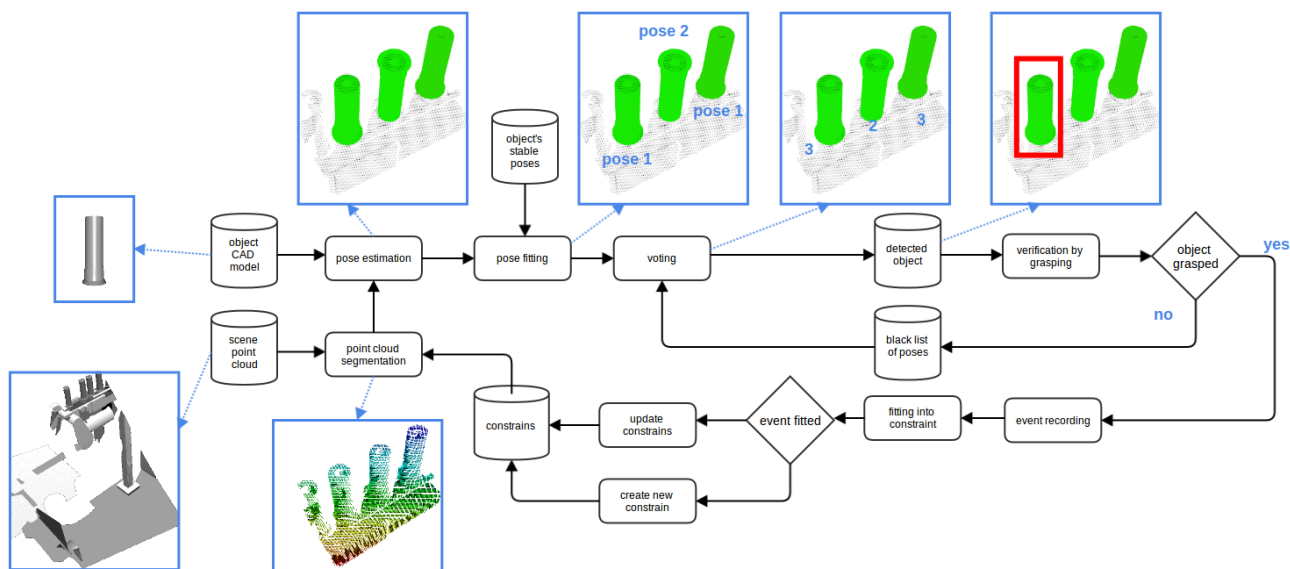 pose 2
pose 1
pose 1
3
2
3
object's
stable
poses
object
CAD
model
pose estimation
pose fitting
voting
detected
object
verification by
grasping
object
grasped
yes
no
scene
point
cloud
point cloud
segmentation
black list
of poses
constrains
update
constrains
event fitted
fitting into
constraint
event recording
create new
constrain